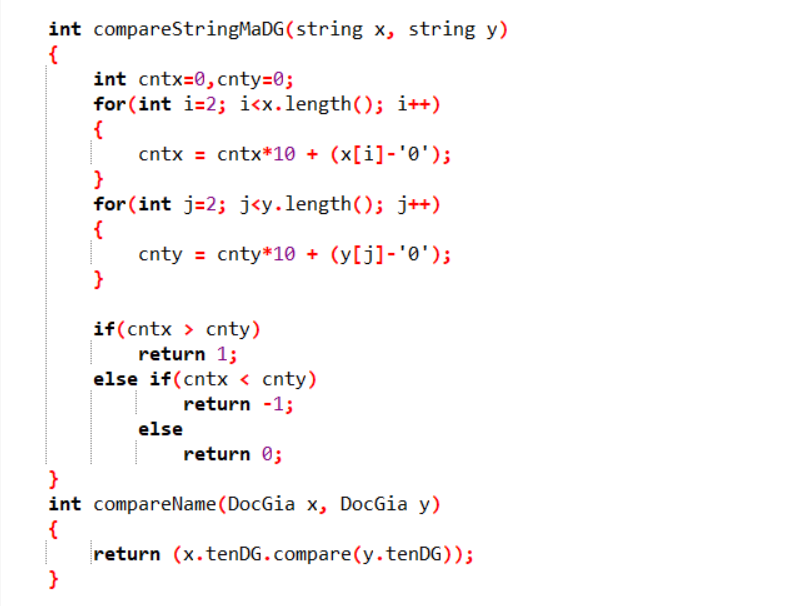 int compareStringMaDG(string x, string y)
{
    int cntx=0,cnty=0;
    for(int i=2; i<x.length(); i++)
    {
        cntx = cntx*10 + (x[i]-'0');
    }
    for(int j=2; j<y.length(); j++)
    {
        cnty = cnty*10 + (y[j]-'0');
    }

    if(cntx > cnty)
        return 1;
    else if(cntx < cnty)
            return -1;
        else
            return 0;
}
int compareName(DocGia x, DocGia y)
{
    return (x.tenDG.compare(y.tenDG));
}